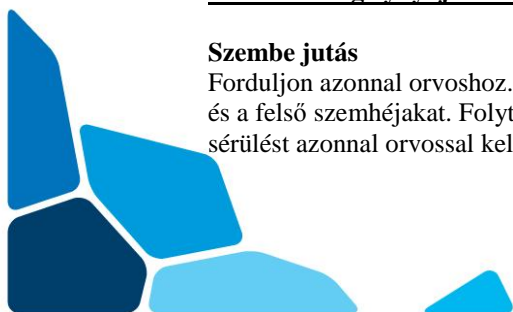 Szembe jutás
Forduljon azonnal orvoshoz.
és a felső szemhéjakat. Folyt
sérülést azonnal orvossal kel